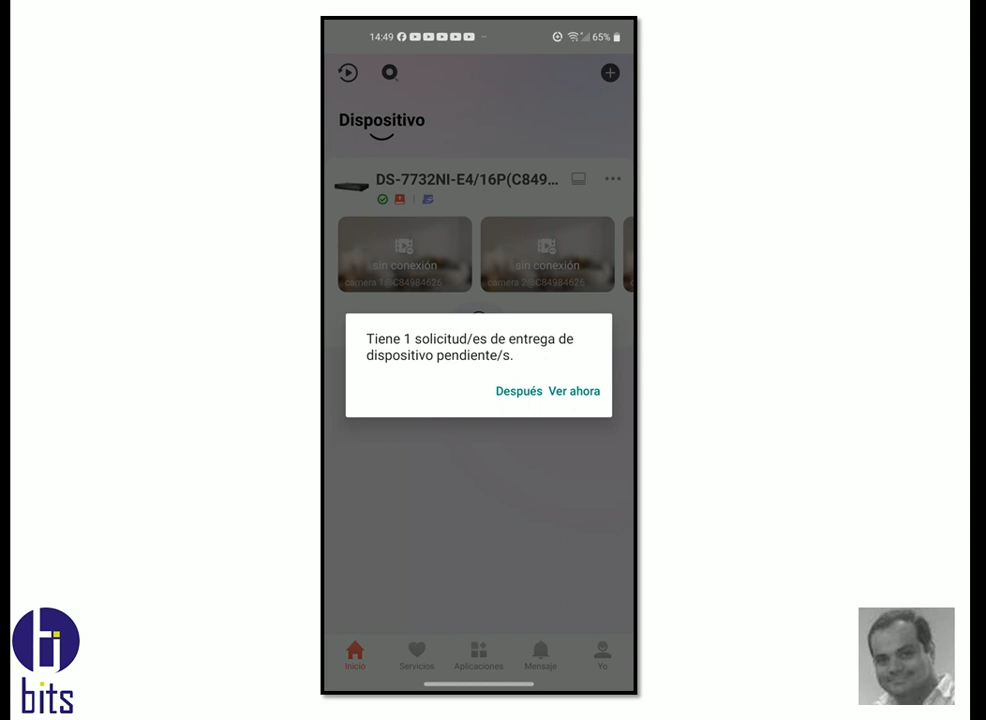 14:49
65%
Dispositivo
DS-7732NI-E4/16P(C849...
sin conexión
sin conexión
camera 1@C84984626
camera 2@C84984626
Tiene 1 solicitud/es de entrega de
dispositivo pendiente/s.
Después Ver ahora
Inicio
Servicios
Aplicaciones
Mensaje
Yo
hi
bits